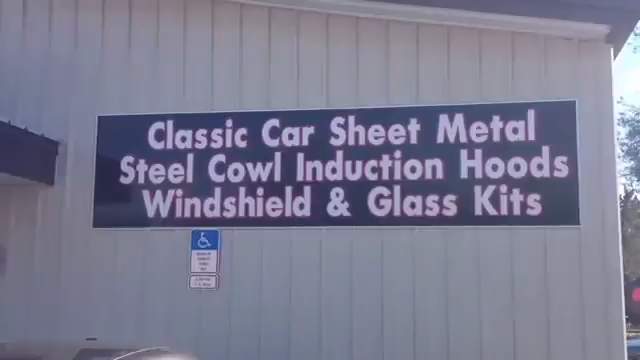 Classic Car Sheet Metal
Steel Cowl Induction Hoods
Windshield & Glass Kits